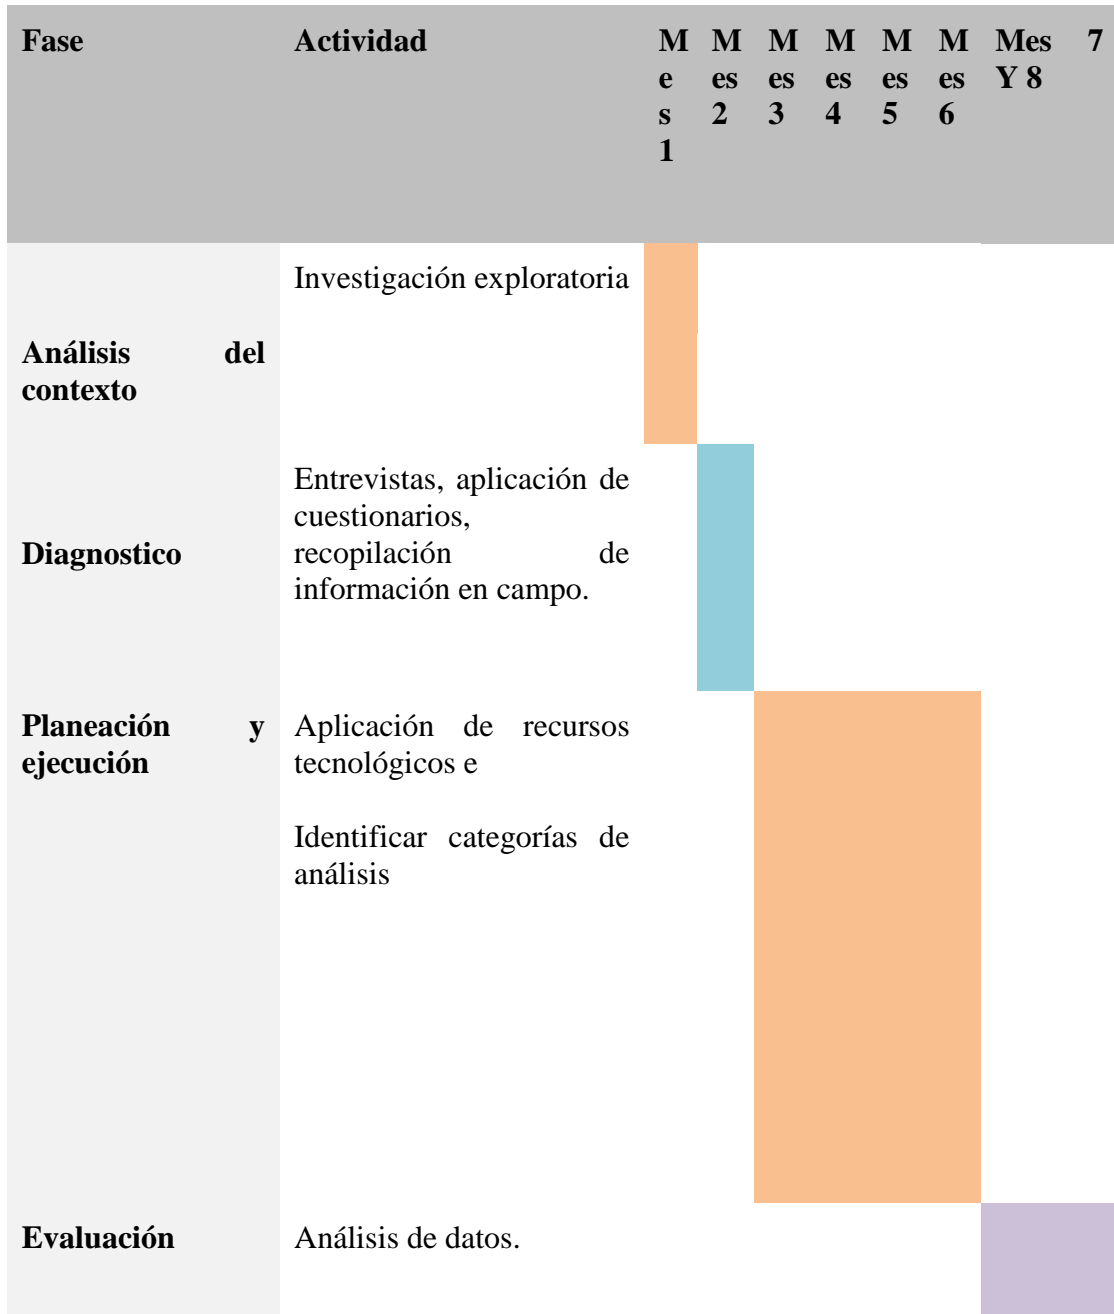 Fase Actividad M M M M M M Mes 7
e es es es es es Y 8
s 2 3 4 5 6
1
Investigación exploratoria
Análisis del
contexto
Entrevistas, aplicación de
cuestionarios,
Diagnostico recopilación de
información en campo.
Planeación y Aplicación de recursos
ejecución tecnológicos e
Identificar categorías de
análisis
Evaluación Análisis de datos.